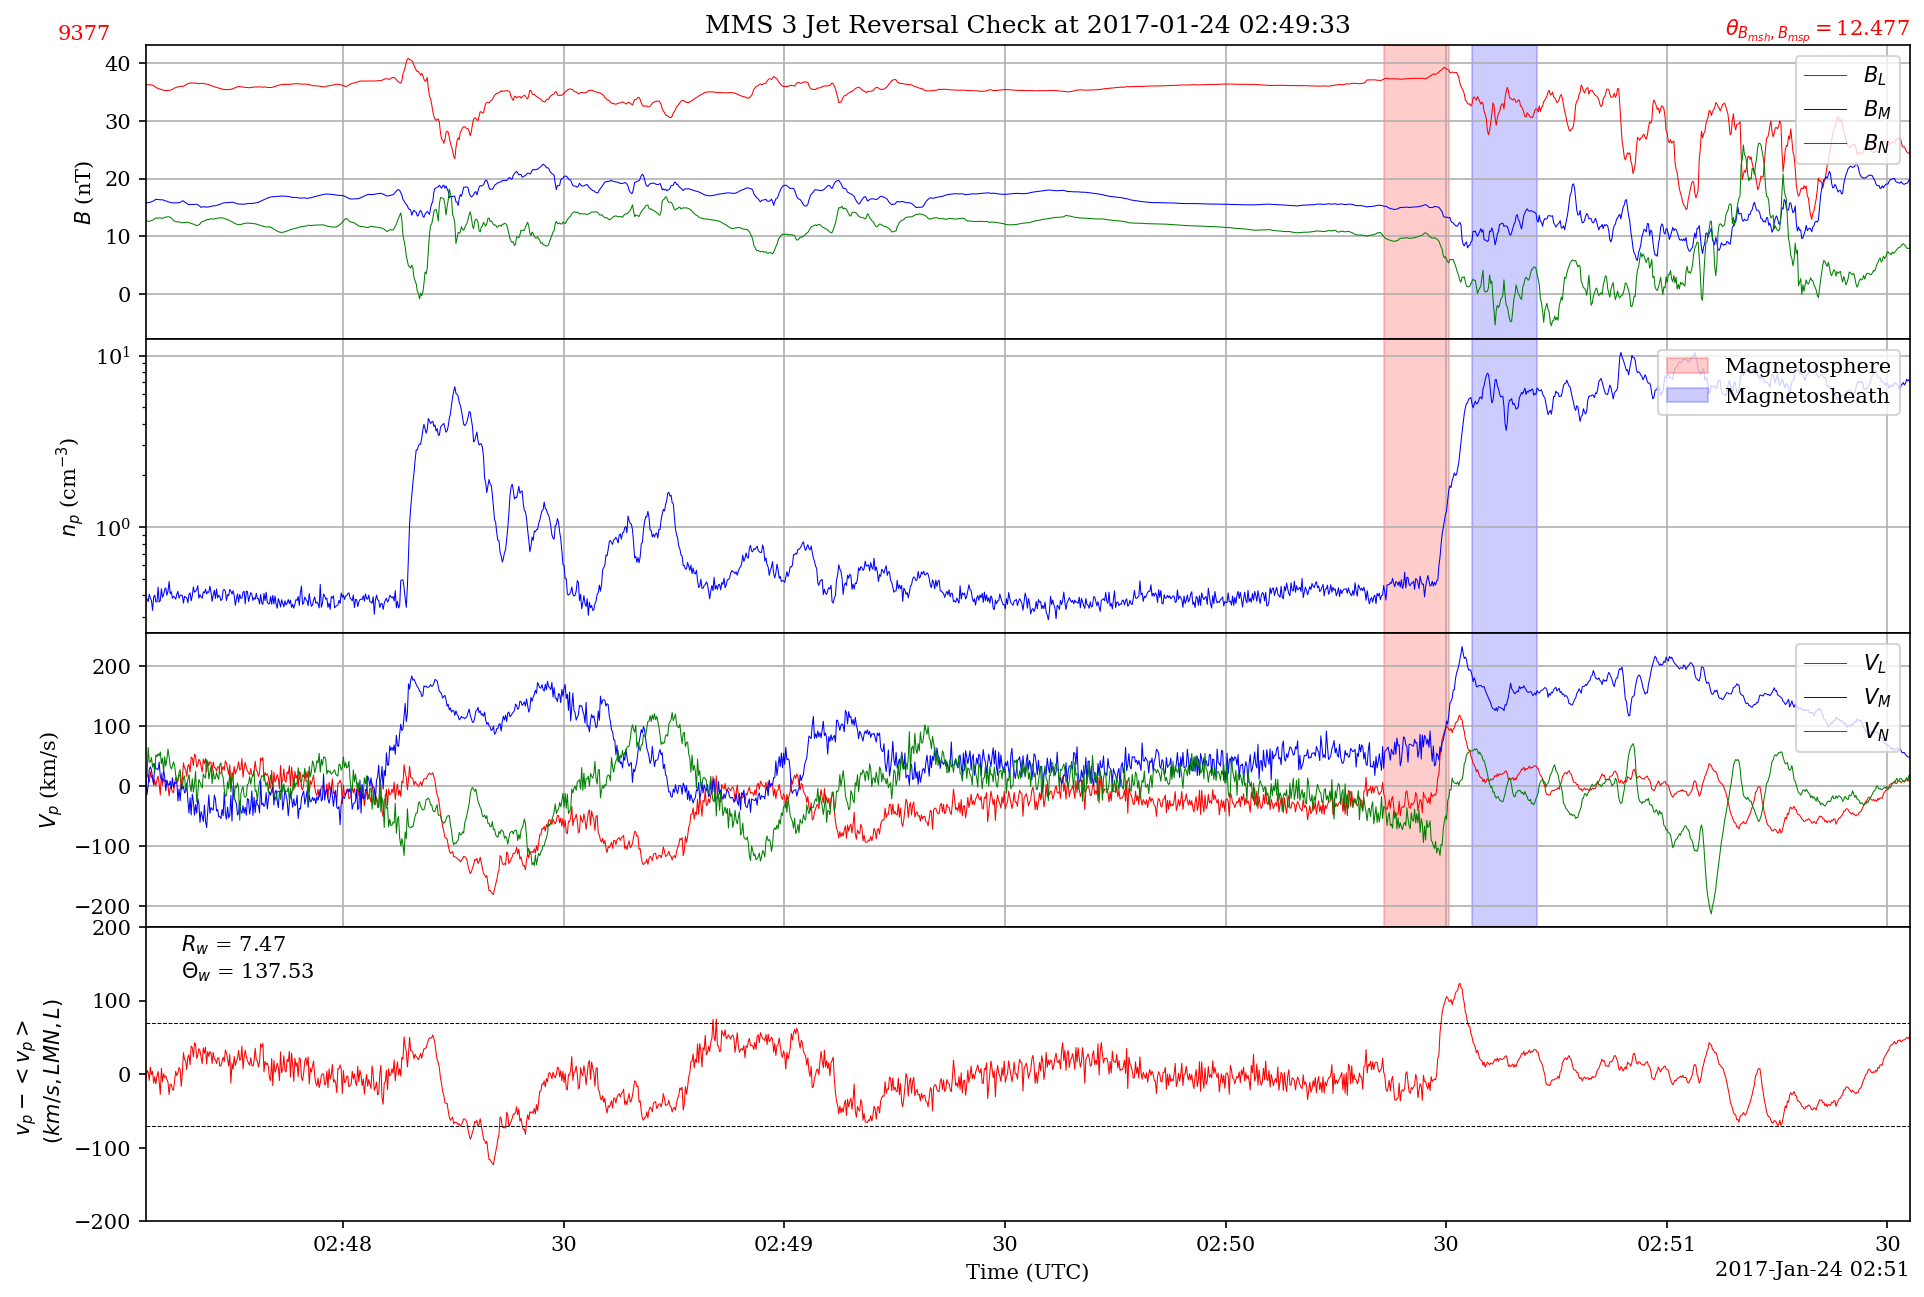 9377
MMS 3 Jet Reversal Check at 2017-01-24 02:49:33
θ_{B_{msh}, B_{msp}} = 12.477
40
30
20
10
0
B (nT)
B_L
B_M
B_N
10^1
10^0
n_p (cm^{−3})
Magnetosphere
Magnetosheath
200
100
0
−100
−200
V_p (km/s)
V_L
V_M
V_N
200
100
0
−100
−200
v_p − < v_p >
(km/s, LMN, L)
R_w = 7.47
Θ_w = 137.53
02:48
30
02:49
30
02:50
30
02:51
30
Time (UTC)
2017-Jan-24 02:51